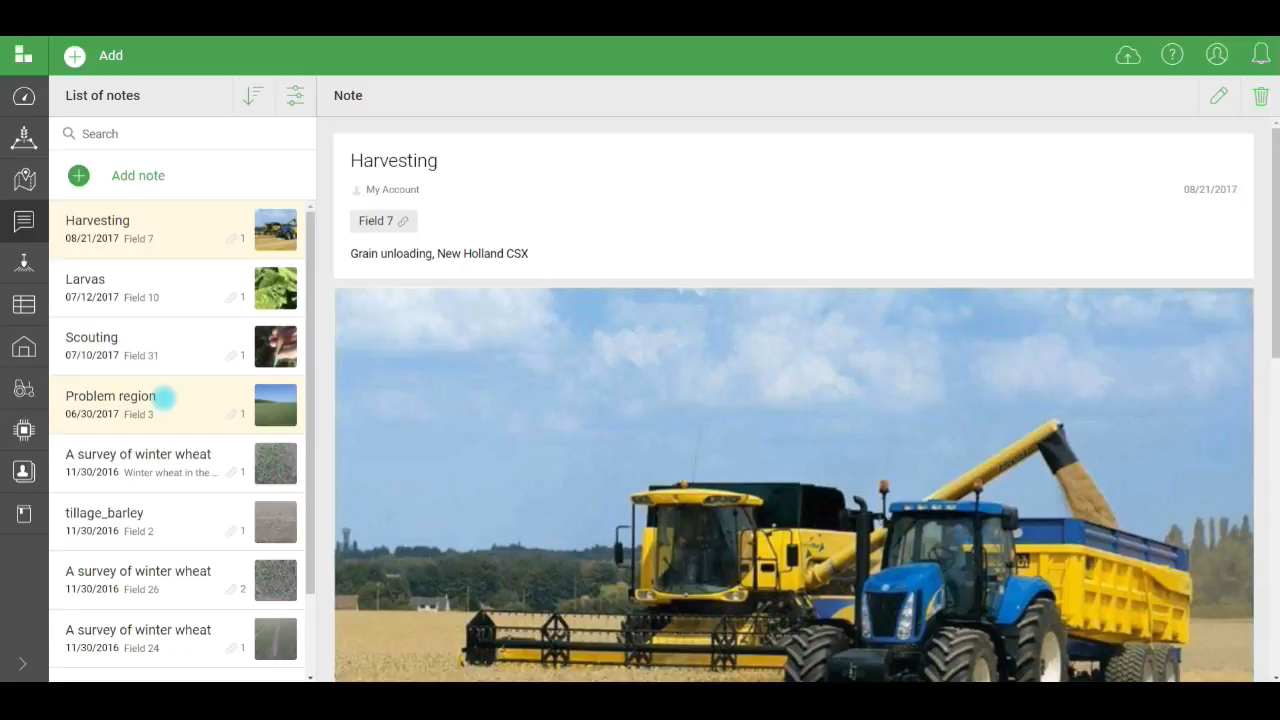 Add
List of notes
Note
Search
Add note
Harvesting
08/21/2017 Field 7 1
Larvas
07/12/2017 Field 10 1
Scouting
07/10/2017 Field 31 1
Problem region
06/30/2017 Field 3 1
A survey of winter wheat
11/30/2016 Winter wheat in the ... 1
tillage_barley
11/30/2016 Field 2 1
A survey of winter wheat
11/30/2016 Field 26 2
A survey of winter wheat
11/30/2016 Field 24 1
Harvesting
My Account 08/21/2017
Field 7
Grain unloading, New Holland CSX